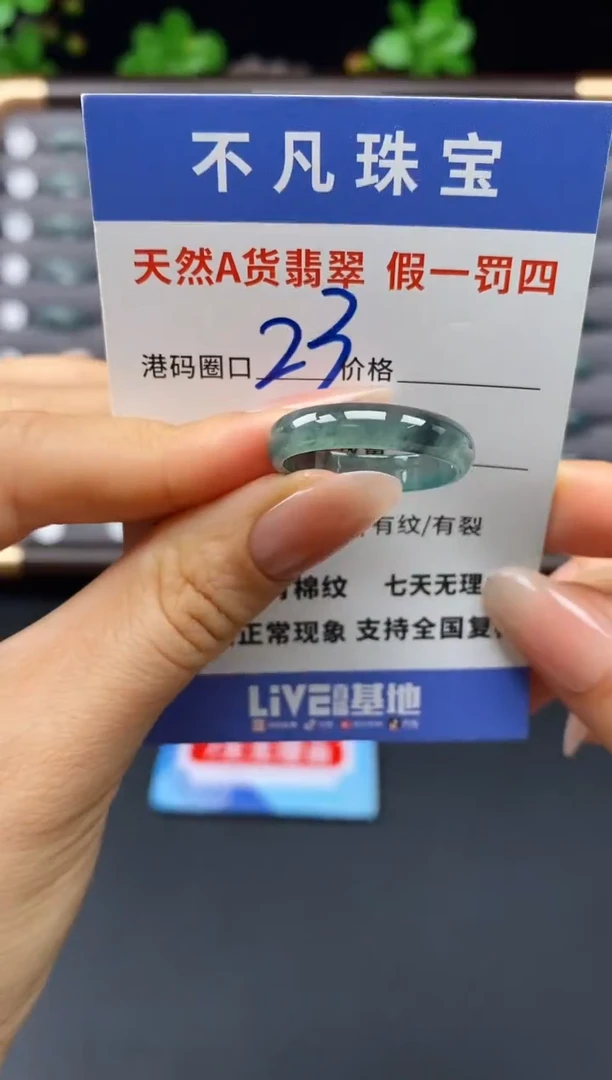 不凡珠宝
天然A货翡翠 假一罚四
港码圈口 23 价格
有纹/有裂
棉纹 七天无理
正常现象 支持全国复
LiVE直播基地